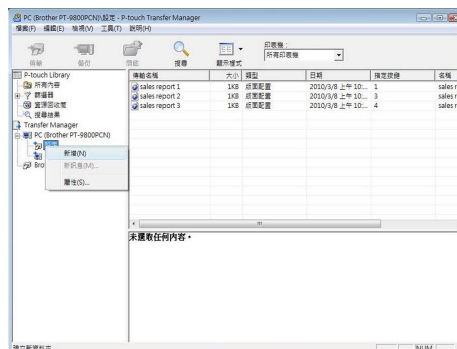 PC (Brother PT-9800PCN)\設定 - P-touch Transfer Manager
檔案(F) 編輯(E) 檢視(V) 工具(T) 說明(H)
傳輸 備份 開啟 搜尋 顯示樣式
印表機：
所有印表機
P-touch Library
所有內容
篩選器
資源回收筒
搜尋結果
Transfer Manager
PC (Brother PT-9800PCN)
設定
Bro
新增(N)
新訊息(M)...
屬性(S)...
傳輸名稱 大小 類型 日期 指定按鍵 名稱
sales report 1 1KB 版面配置 2010/3/8 上午 10:... 1 sales r
sales report 2 1KB 版面配置 2010/3/8 上午 10:... 3 sales r
sales report 3 1KB 版面配置 2010/3/8 上午 10:... 4 sales r
未選取任何內容。
建立新資料夾
NUM